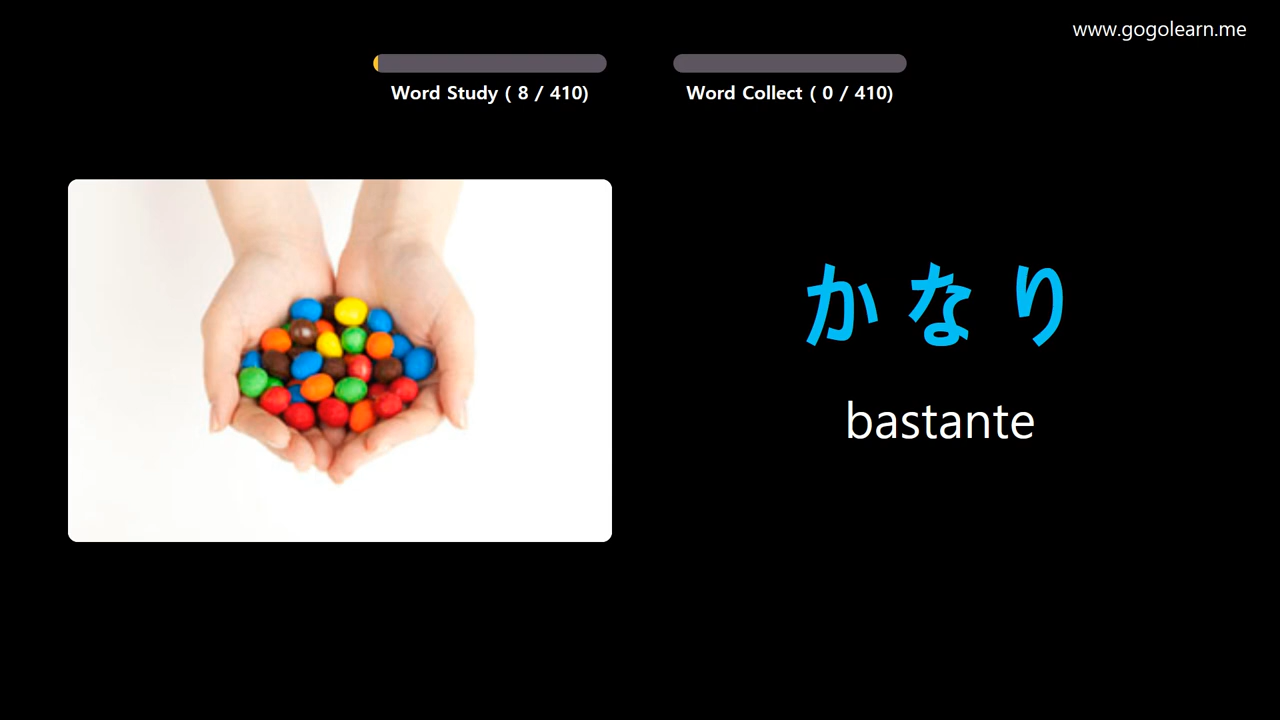 www.gogolearn.me
Word Study ( 8 / 410)
Word Collect ( 0 / 410)
かなり
bastante